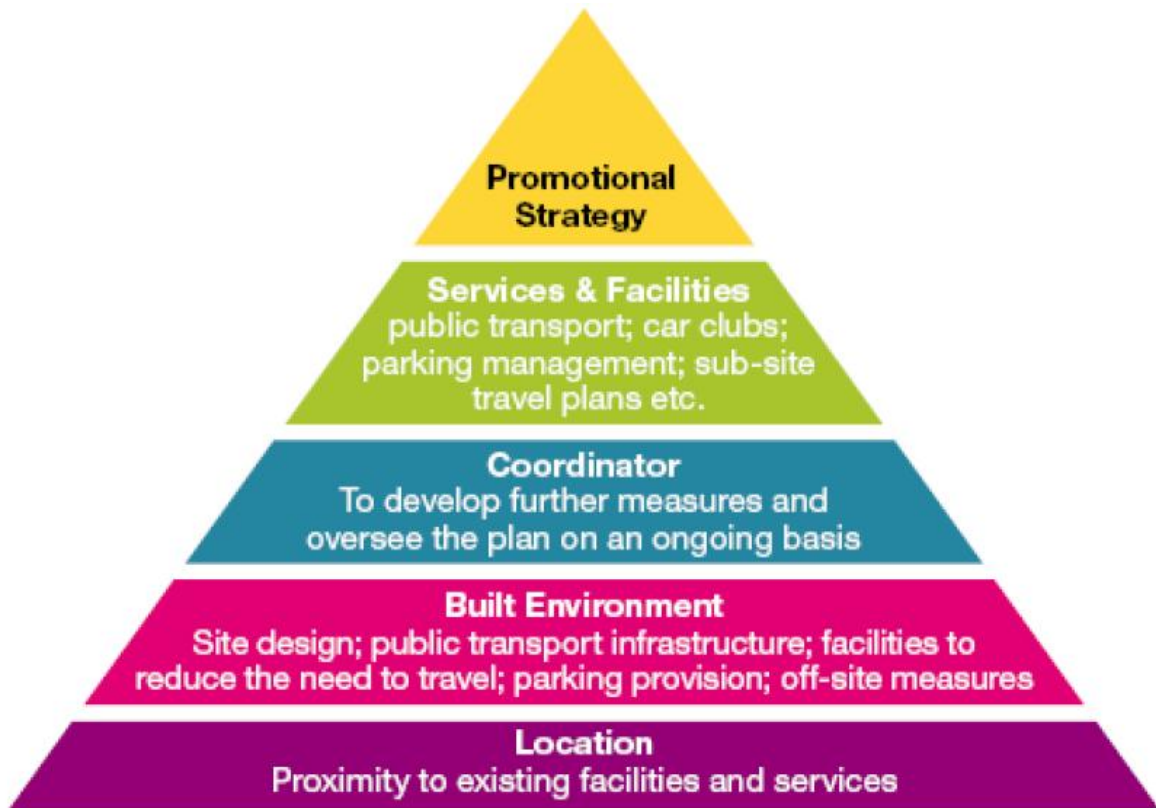 Promotional
Strategy
Services & Facilities
public transport; car clubs;
parking management; sub-site
travel plans etc.
Coordinator
To develop further measures and
oversee the plan on an ongoing basis
Built Environment
Site design; public transport infrastructure; facilities to
reduce the need to travel; parking provision; off-site measures
Location
Proximity to existing facilities and services